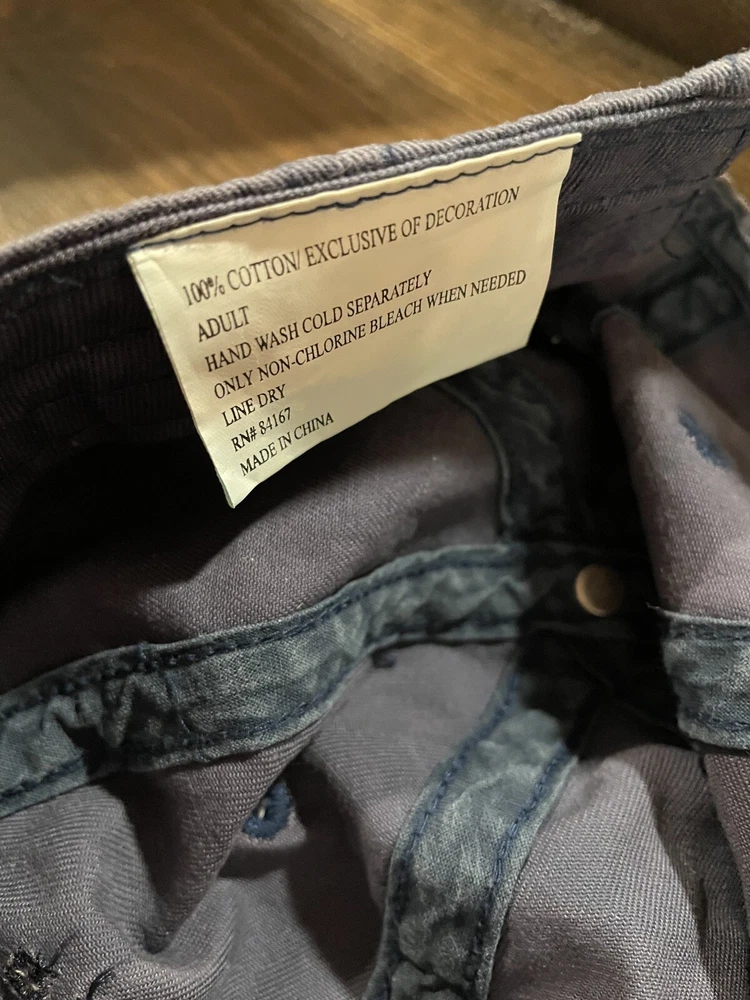 100% COTTON/ EXCLUSIVE OF DECORATION
ADULT
HAND WASH COLD SEPARATELY
ONLY NON-CHLORINE BLEACH WHEN NEEDED
LINE DRY
RN# 84167
MADE IN CHINA